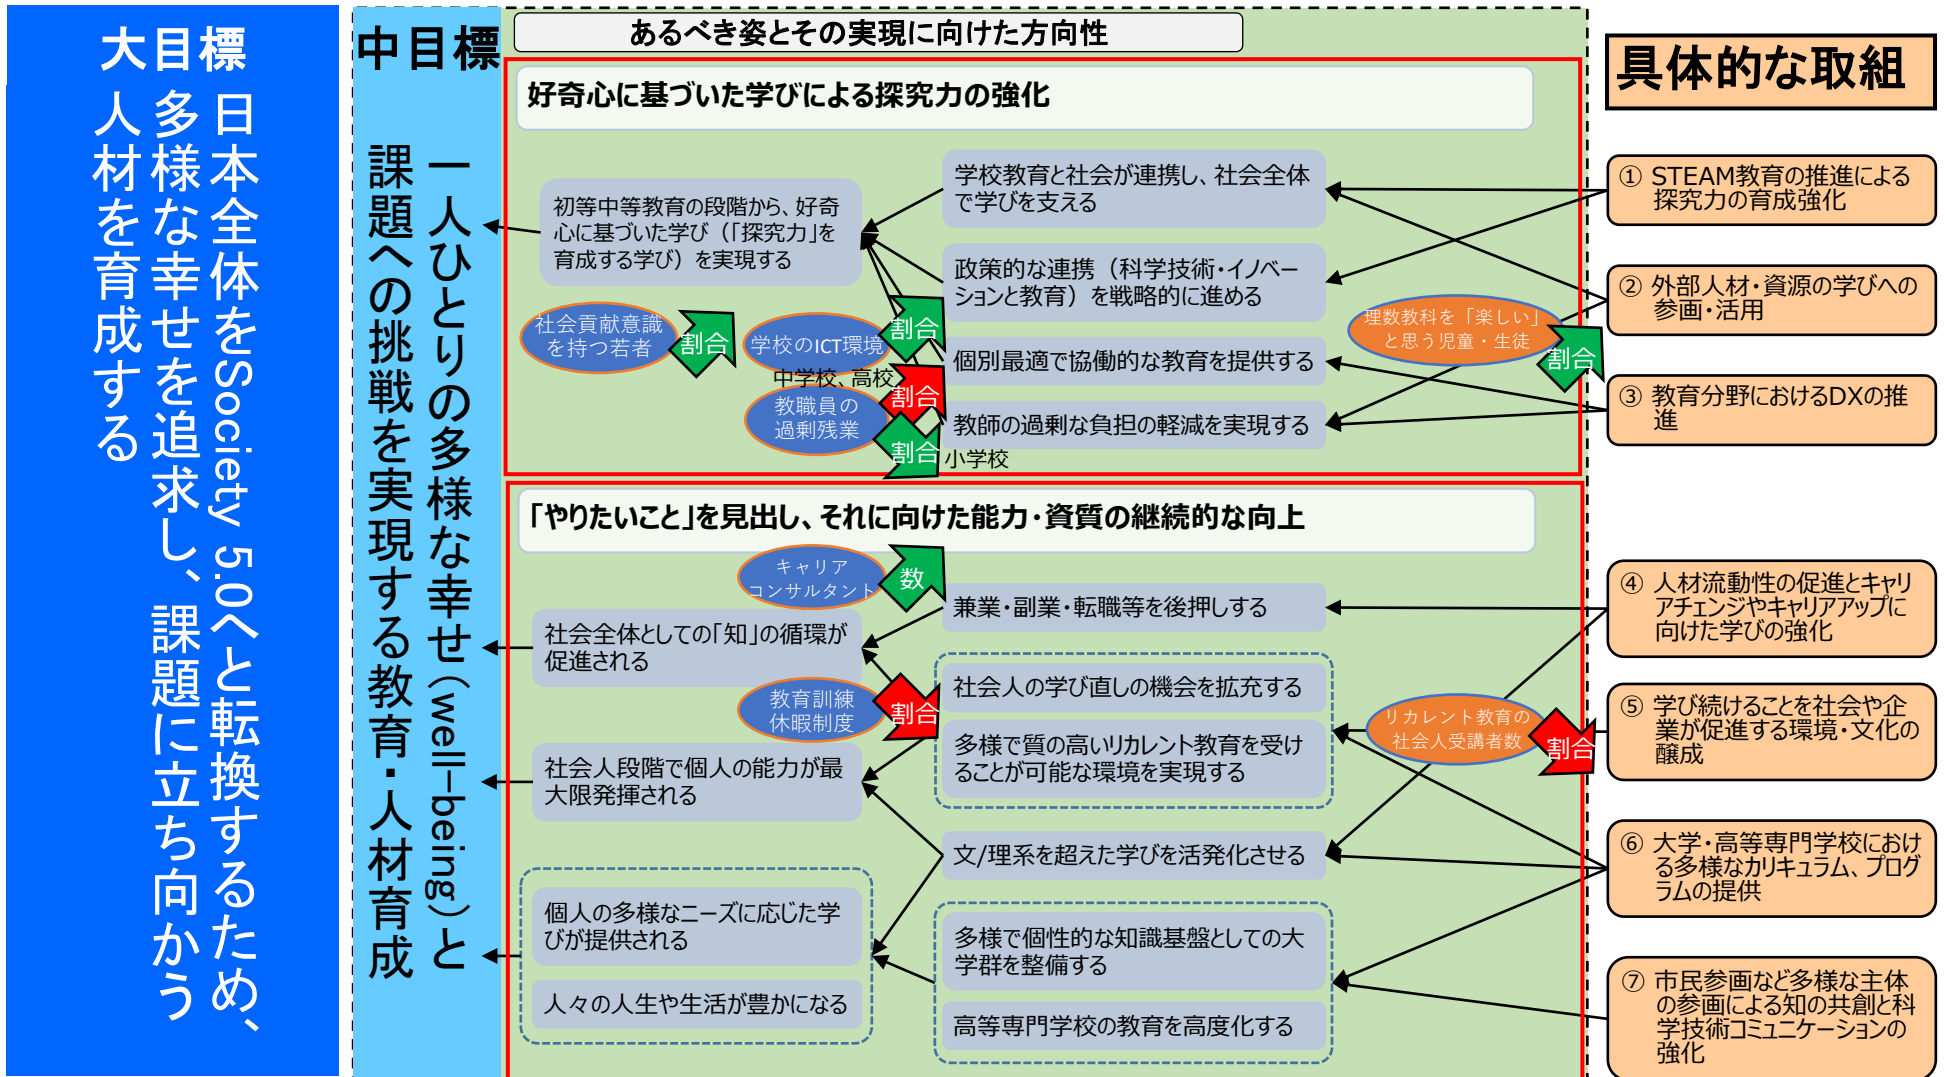 大目標
日本全体をSociety 5.0へと転換するため、
多様な幸せを追求し、課題に立ち向かう
人材を育成する
中目標
一人ひとりの多様な幸せ（well-being）と
課題への挑戦を実現する教育・人材育成
あるべき姿とその実現に向けた方向性
好奇心に基づいた学びによる探究力の強化
初等中等教育の段階から、好奇
心に基づいた学び（「探究力」を
育成する学び）を実現する
学校教育と社会が連携し、社会全体
で学びを支える
政策的な連携（科学技術・イノベー
ションと教育）を戦略的に進める
個別最適で協働的な教育を提供する
教師の過剰な負担の軽減を実現する
社会貢献意識
を持つ若者
割合
学校のICT環境
割合
中学校、高校
教職員の
過剰残業
割合
割合
小学校
理数教科を「楽しい」
と思う児童・生徒
割合
「やりたいこと」を見出し、それに向けた能力・資質の継続的な向上
キャリア
コンサルタント
数
兼業・副業・転職等を後押しする
社会全体としての「知」の循環が
促進される
社会人の学び直しの機会を拡充する
教育訓練
休暇制度
割合
多様で質の高いリカレント教育を受け
ることが可能な環境を実現する
リカレント教育の
社会人受講者数
割合
社会人段階で個人の能力が最
大限発揮される
文/理系を超えた学びを活発化させる
個人の多様なニーズに応じた学
びが提供される
人々の人生や生活が豊かになる
多様で個性的な知識基盤としての大
学群を整備する
高等専門学校の教育を高度化する
具体的な取組
① STEAM教育の推進による
探究力の育成強化
② 外部人材・資源の学びへの
参画・活用
③ 教育分野におけるDXの推
進
④ 人材流動性の促進とキャリ
アチェンジやキャリアアップに
向けた学びの強化
⑤ 学び続けることを社会や企
業が促進する環境・文化の
醸成
⑥ 大学・高等専門学校におけ
る多様なカリキュラム、プログ
ラムの提供
⑦ 市民参画など多様な主体
の参画による知の共創と科
学技術コミュニケーションの
強化